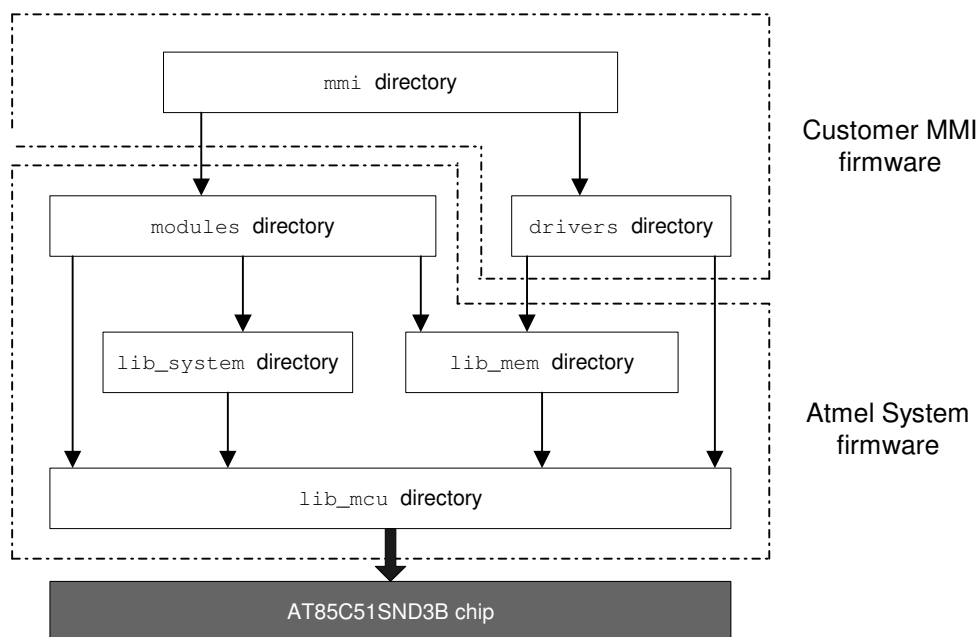 mmi directory
Customer MMI
firmware
modules directory
drivers directory
lib_system directory
lib_mem directory
Atmel System
firmware
lib_mcu directory
AT85C51SND3B chip